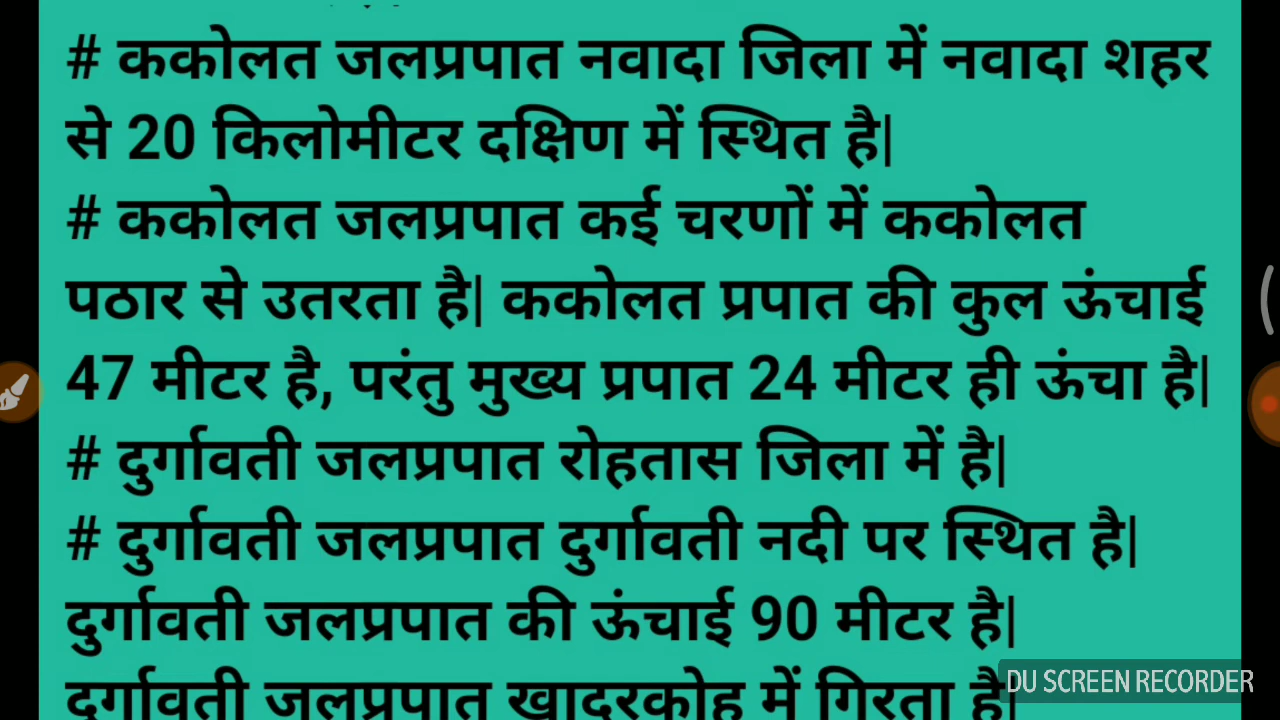 # ककोलत जलप्रपात नवादा जिला में नवादा शहर
से 20 किलोमीटर दक्षिण में स्थित है|
# ककोलत जलप्रपात कई चरणों में ककोलत
पठार से उतरता है| ककोलत प्रपात की कुल ऊंचाई
47 मीटर है, परंतु मुख्य प्रपात 24 मीटर ही ऊंचा है|
# दुर्गावती जलप्रपात रोहतास जिला में है|
# दुर्गावती जलप्रपात दुर्गावती नदी पर स्थित है|
दुर्गावती जलप्रपात की ऊंचाई 90 मीटर है|
दुर्गावती जलप्रपात खादरकोह में गिरता है|
DU SCREEN RECORDER